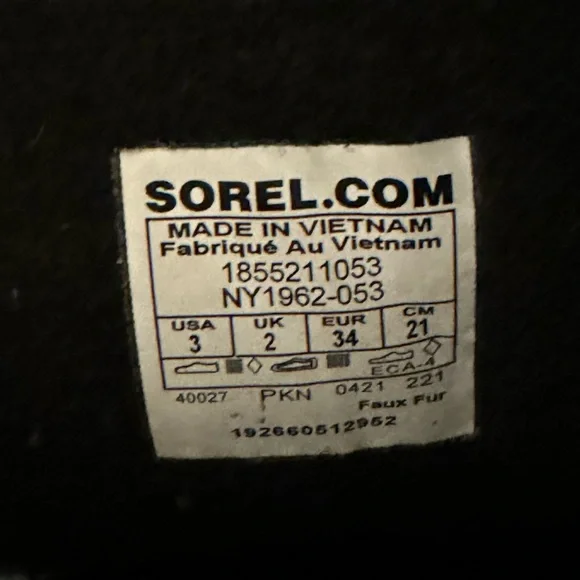 SOREL.COM
MADE IN VIETNAM
Fabriqué Au Vietnam
1855211053
NY1962-053
USA UK EUR CM
3 2 34 21
ECA-4
40027 PKN 0421 221
Faux Fur
192660512952